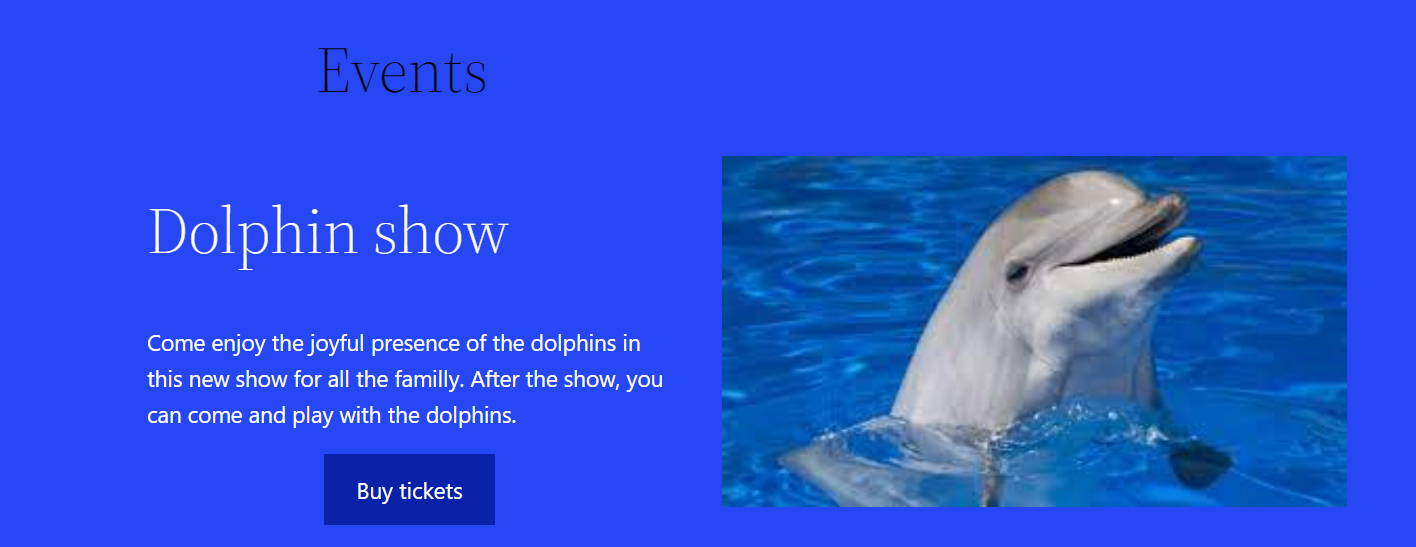 Events
Dolphin show
Come enjoy the joyful presence of the dolphins in
this new show for all the familly. After the show, you
can come and play with the dolphins.
Buy tickets